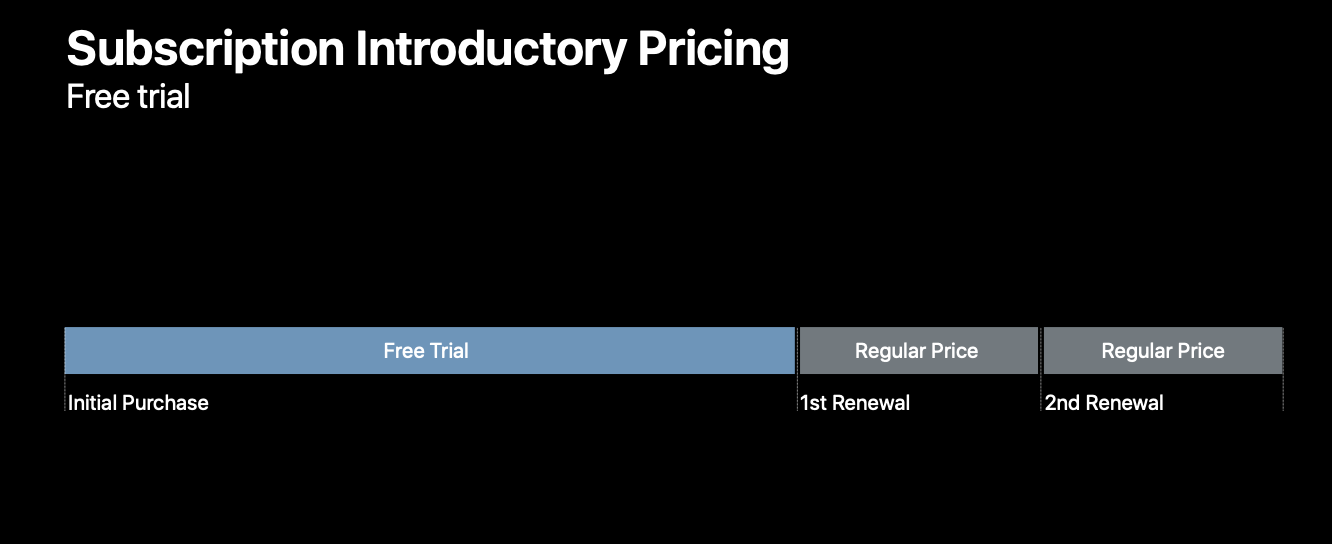 Subscription Introductory Pricing
Free trial
Free Trial
Regular Price
Regular Price
Initial Purchase
1st Renewal
2nd Renewal